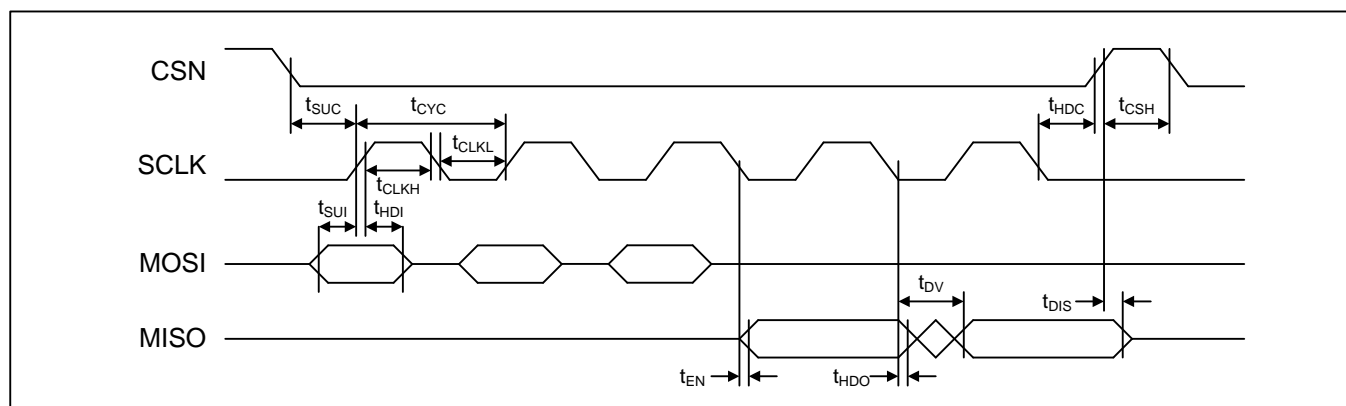 CSN
tSUC
tCYC
tHDC
tCSH
SCLK
tCLKL
tCLKH
tSUI
tHDI
MOSI
tDV
tDIS
MISO
tEN
tHDO